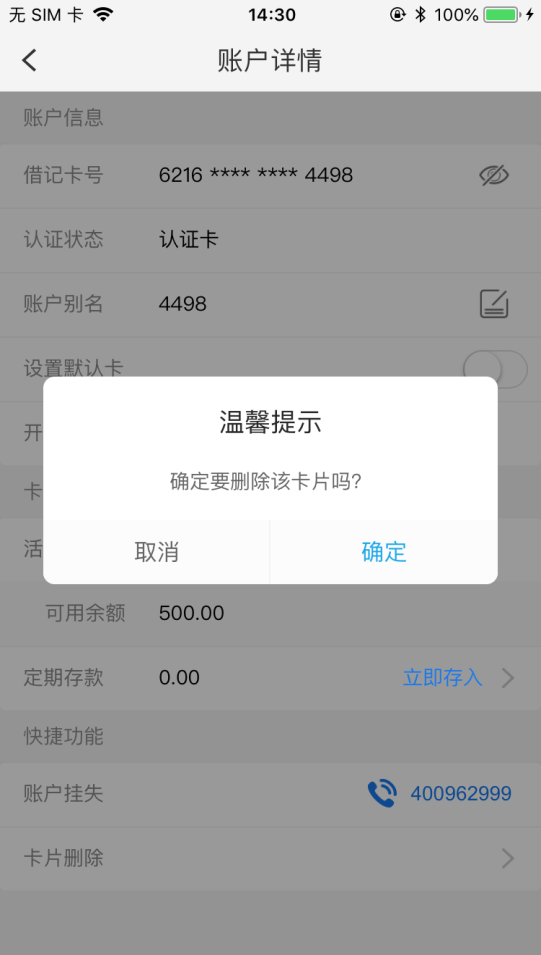 无 SIM 卡 14:30 100%
账户详情
账户信息
借记卡号 6216 **** **** 4498
认证状态 认证卡
账户别名 4498
设置默认卡
开
温馨提示
确定要删除该卡片吗?
取消 确定
卡
活
可用余额 500.00
定期存款 0.00 立即存入
快捷功能
账户挂失 400962999
卡片删除